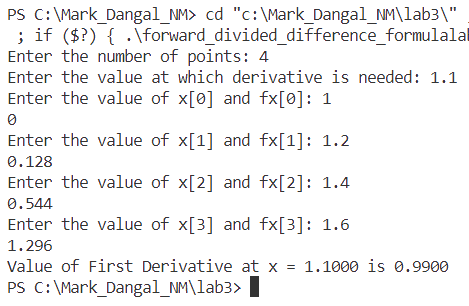 PS C:\Mark_Dangal_NM> cd "c:\Mark_Dangal_NM\lab3\"
; if ($?) { .\forward_divided_difference_formulalab
Enter the number of points: 4
Enter the value at which derivative is needed: 1.1
Enter the value of x[0] and fx[0]: 1
0
Enter the value of x[1] and fx[1]: 1.2
0.128
Enter the value of x[2] and fx[2]: 1.4
0.544
Enter the value of x[3] and fx[3]: 1.6
1.296
Value of First Derivative at x = 1.1000 is 0.9900
PS C:\Mark_Dangal_NM\lab3>